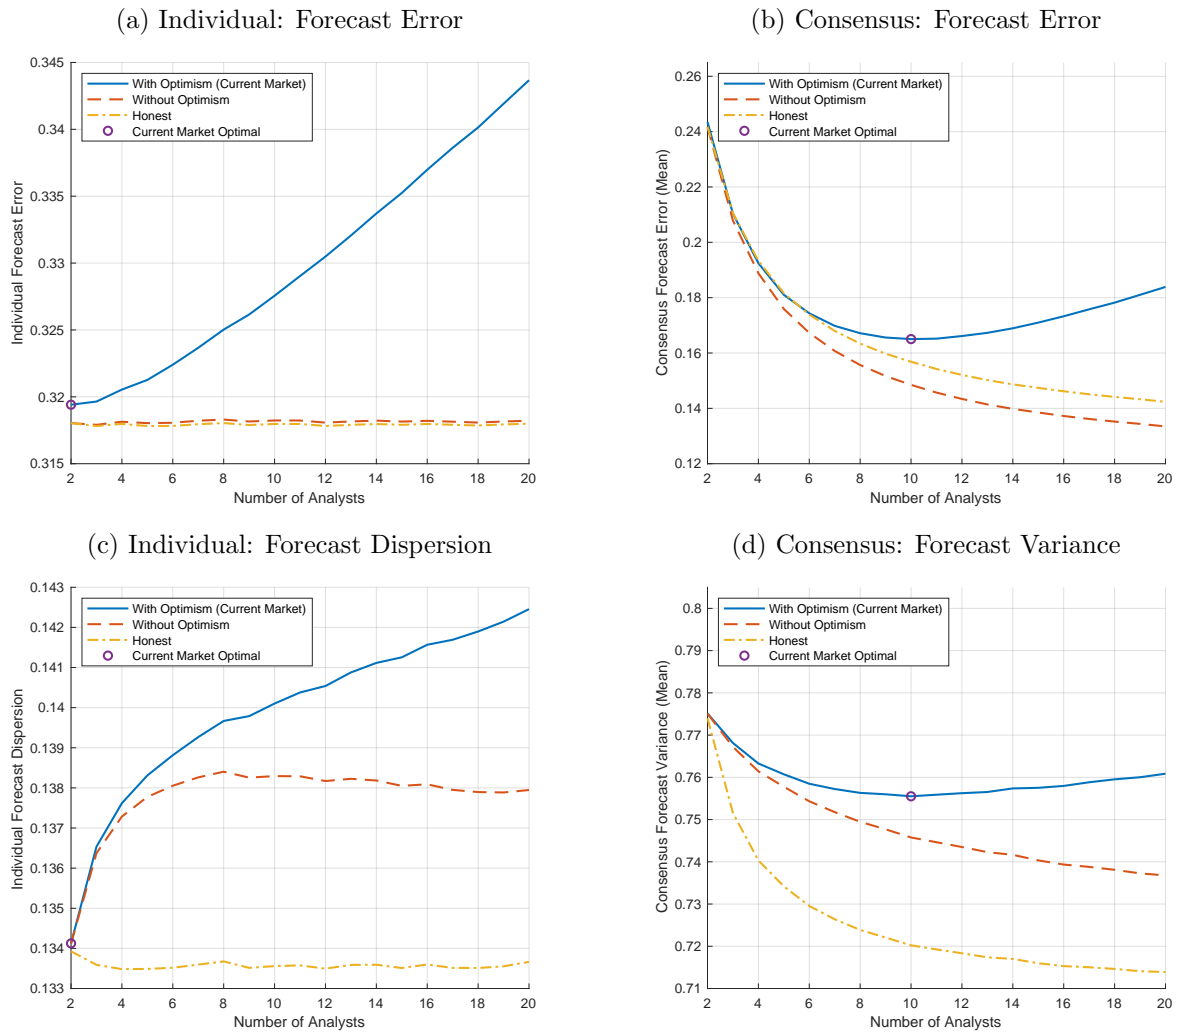 (a) Individual: Forecast Error
0.345
0.34
0.335
0.33
0.325
0.32
0.315
Individual Forecast Error
With Optimism (Current Market)
Without Optimism
Honest
Current Market Optimal
2 4 6 8 10 12 14 16 18 20
Number of Analysts
(b) Consensus: Forecast Error
0.26
0.24
0.22
0.2
0.18
0.16
0.14
0.12
Consensus Forecast Error (Mean)
With Optimism (Current Market)
Without Optimism
Honest
Current Market Optimal
2 4 6 8 10 12 14 16 18 20
Number of Analysts
(c) Individual: Forecast Dispersion
0.143
0.142
0.141
0.14
0.139
0.138
0.137
0.136
0.135
0.134
0.133
Individual Forecast Dispersion
With Optimism (Current Market)
Without Optimism
Honest
Current Market Optimal
2 4 6 8 10 12 14 16 18 20
Number of Analysts
(d) Consensus: Forecast Variance
0.8
0.79
0.78
0.77
0.76
0.75
0.74
0.73
0.72
0.71
Consensus Forecast Variance (Mean)
With Optimism (Current Market)
Without Optimism
Honest
Current Market Optimal
2 4 6 8 10 12 14 16 18 20
Number of Analysts